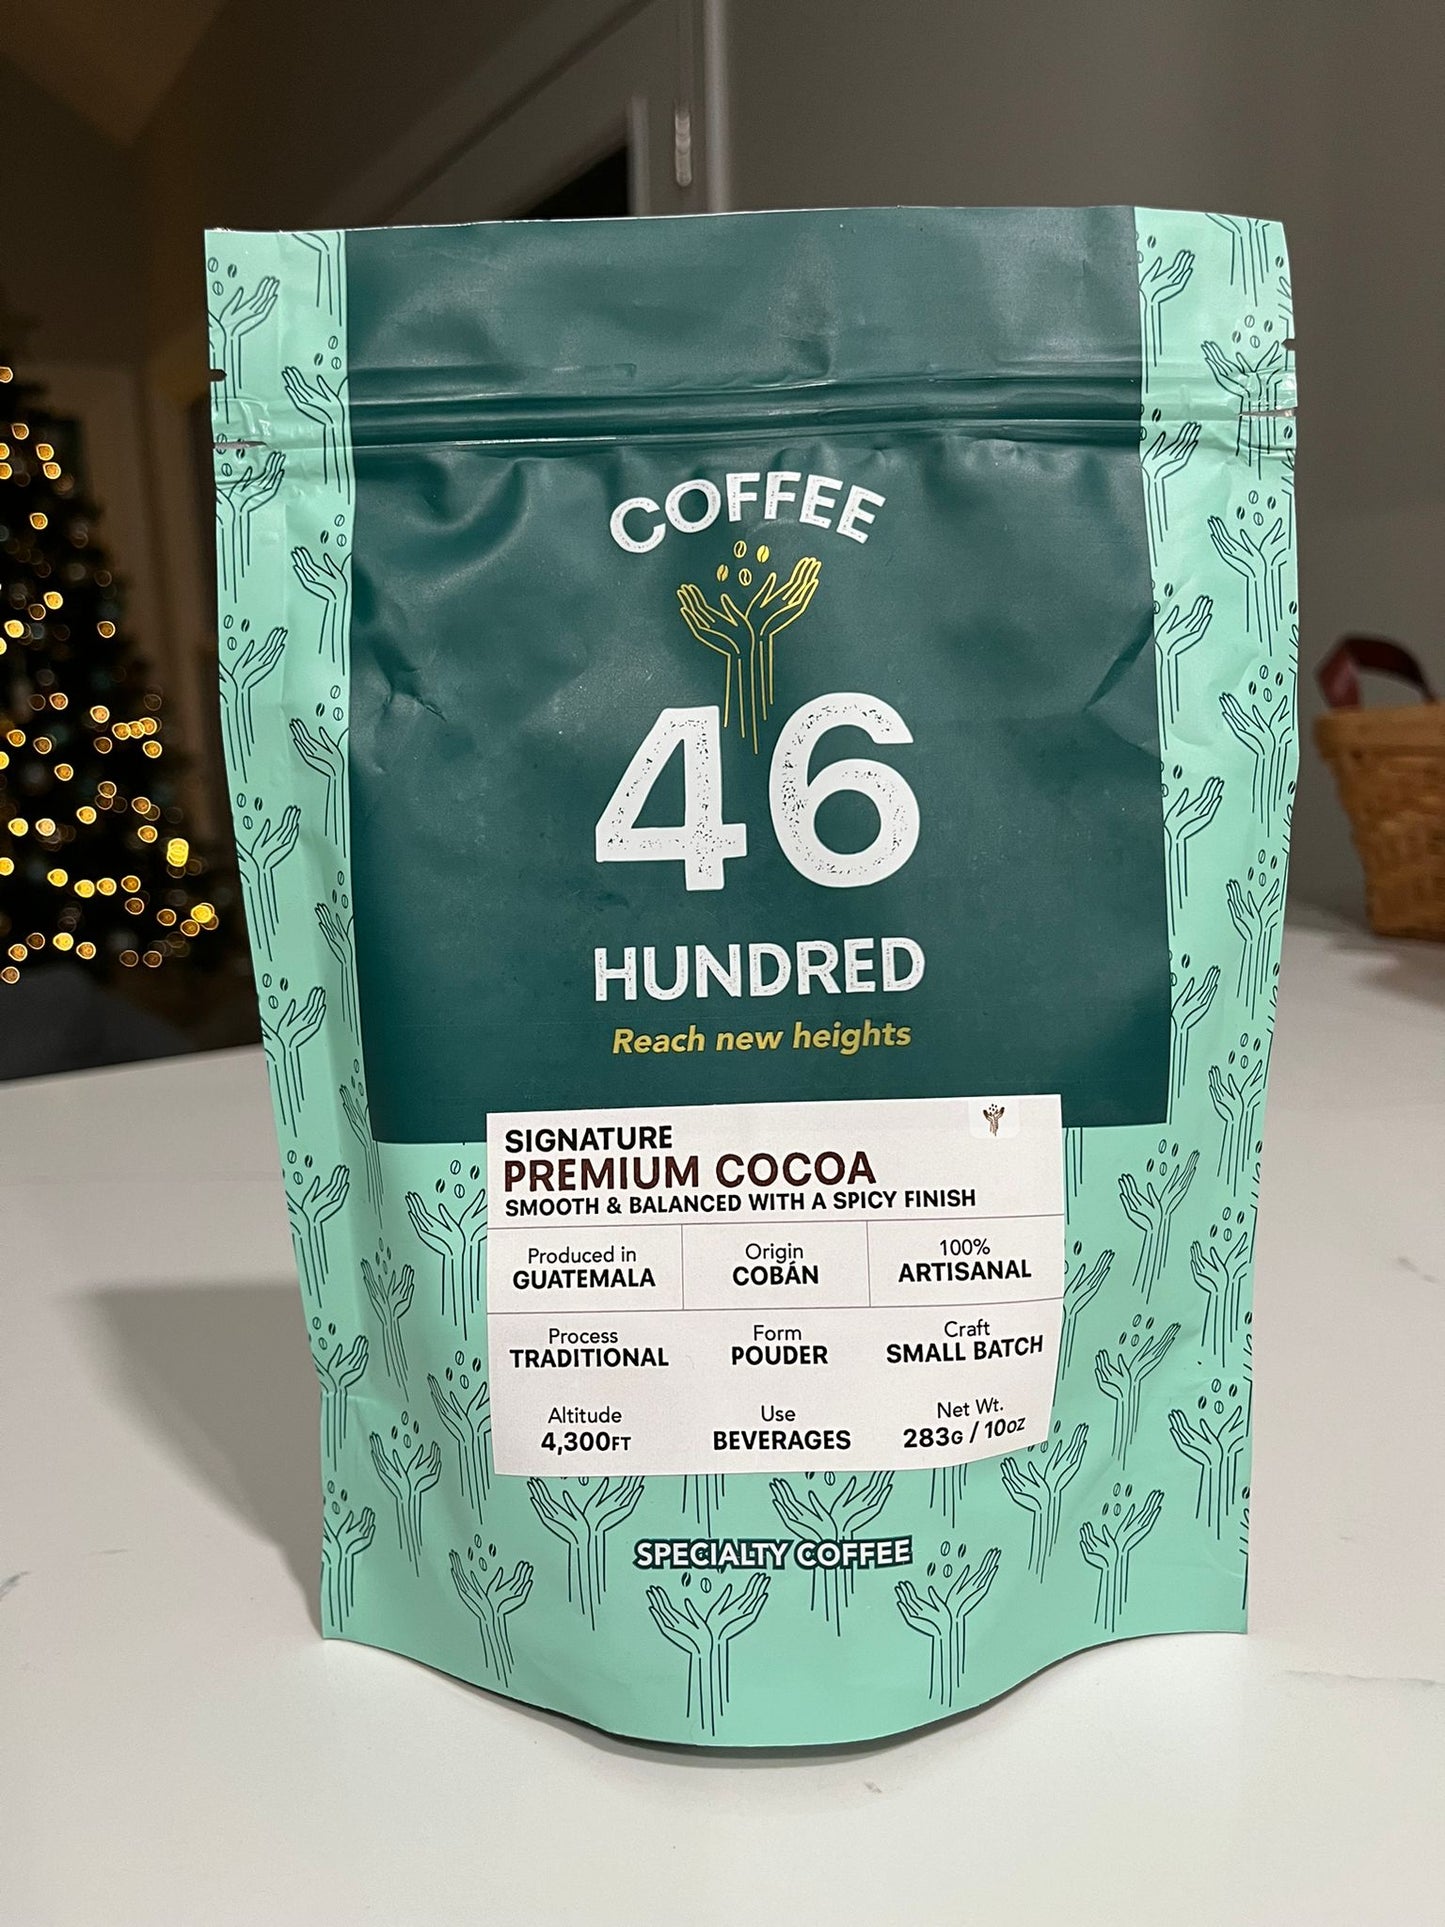 COFFEE
46
HUNDRED
Reach new heights
SIGNATURE
PREMIUM COCOA
SMOOTH & BALANCED WITH A SPICY FINISH
Produced in
GUATEMALA
Origin
COBÁN
100%
ARTISANAL
Process
TRADITIONAL
Form
POUDER
Craft
SMALL BATCH
Altitude
4,300FT
Use
BEVERAGES
Net Wt.
283G / 10OZ
SPECIALTY COFFEE